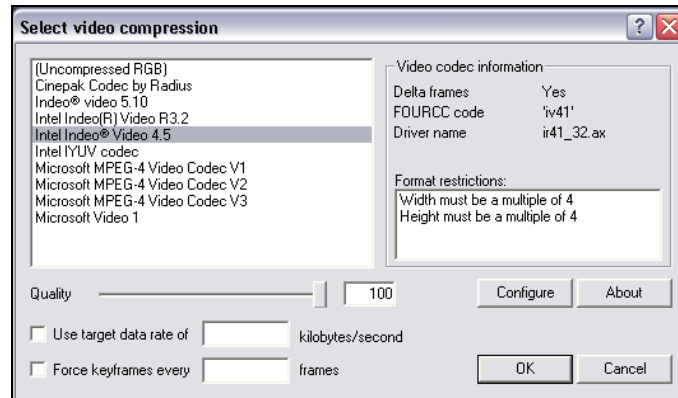 Select video compression
(Uncompressed RGB)
Cinepak Codec by Radius
Indeo® video 5.10
Intel Indeo(R) Video R3.2
Intel Indeo® Video 4.5
Intel IYUV codec
Microsoft MPEG-4 Video Codec V1
Microsoft MPEG-4 Video Codec V2
Microsoft MPEG-4 Video Codec V3
Microsoft Video 1
Video codec information
Delta frames Yes
FOURCC code 'iv41'
Driver name ir41_32.ax
Format restrictions:
Width must be a multiple of 4
Height must be a multiple of 4
Quality 100
Configure About
Use target data rate of kilobytes/second
Force keyframes every frames
OK Cancel